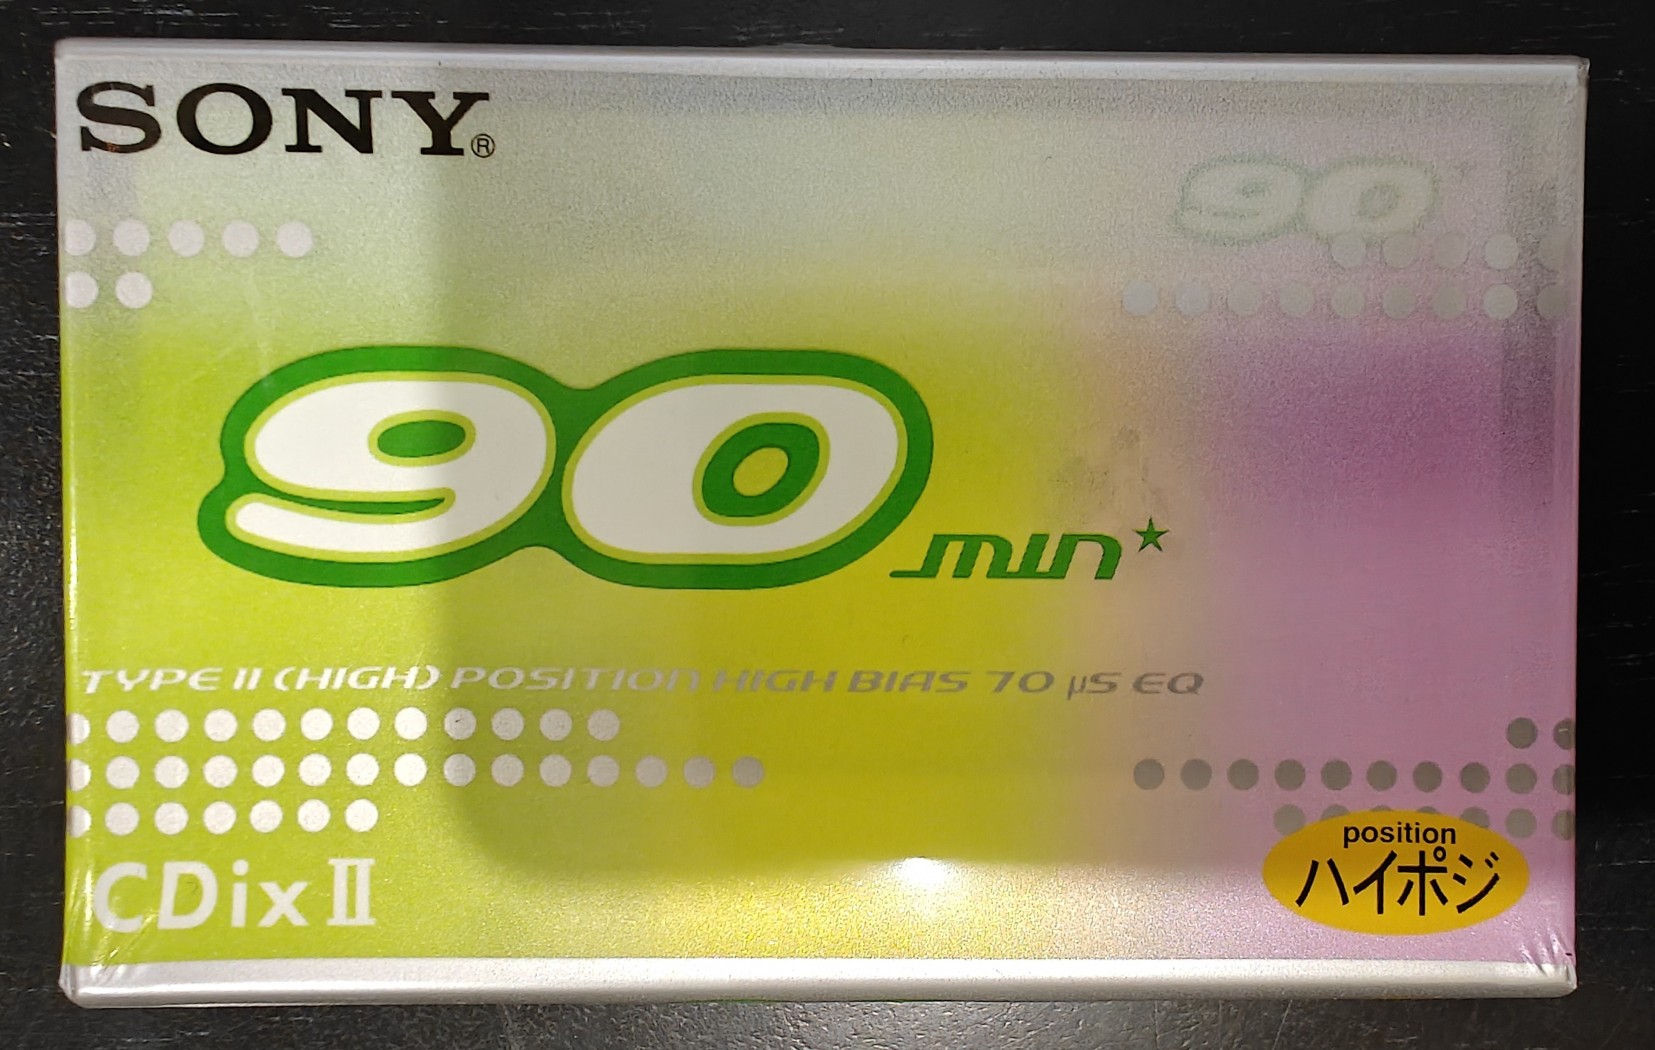 SONY®
90
90 min★
TYPE II (HIGH) POSITION HIGH BIAS 70 μS EQ
CDix II
position
ハイポジ